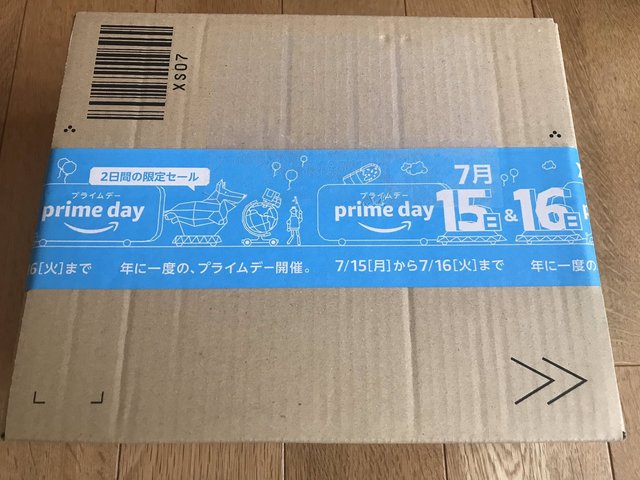 XS07
2日間の限定セール
プライムデー
prime day
プライムデー
prime day
7月
15日 & 16日
6[火]まで
年に一度の、プライムデー開催。
7/15[月]から7/16[火]まで
年に一度の